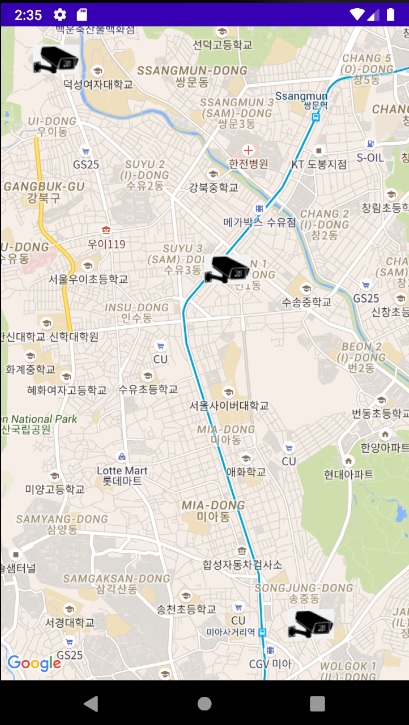 2:35
백운축산물백화점
선덕고등학교
SSANGMUN-DONG
쌍문동
CHANG 5
(O)-DONG
창5동
덕성여자대학교
SSANGMUN 3
(SAM)-DONG
쌍문3동
Ssangmun
쌍문역
UI-DONG
우이동
한전병원
KT 도봉지점
S-OIL
GS25
SUYU 2
(I)-DONG
수유2동
강북중학교
GANGBUK-GU
강북구
메가박스 수유점
CHANG 2
(I)-DONG
창2동
창림초등학교
우이119
SUYU 3
(SAM)-DONG
수유3동
서울우이초등학교
수송중학교
GS25
신창초등
INSU-DONG
인수동
한신대학교 신학대학원
CU
BEON 2
(I)-DONG
번2동
화계중학교
혜화여자고등학교
수유초등학교
서울사이버대학교
번동초등학교
an National Park
산국립공원
MIA-DONG
미아동
CU
한양아파트
Lotte Mart
롯데마트
애화학교
현대아파트
미양고등학교
MIA-DONG
미아동
SAMYANG-DONG
삼양동
합성자동차검사소
솔샘터널
SAMGAKSAN-DONG
삼각산동
SONGJUNG-DONG
송중동
송천초등학교
CU
서경대학교
미아사거리역
GS25
CGV 미아
WOLGOK 1
(IL)-DONG
Google